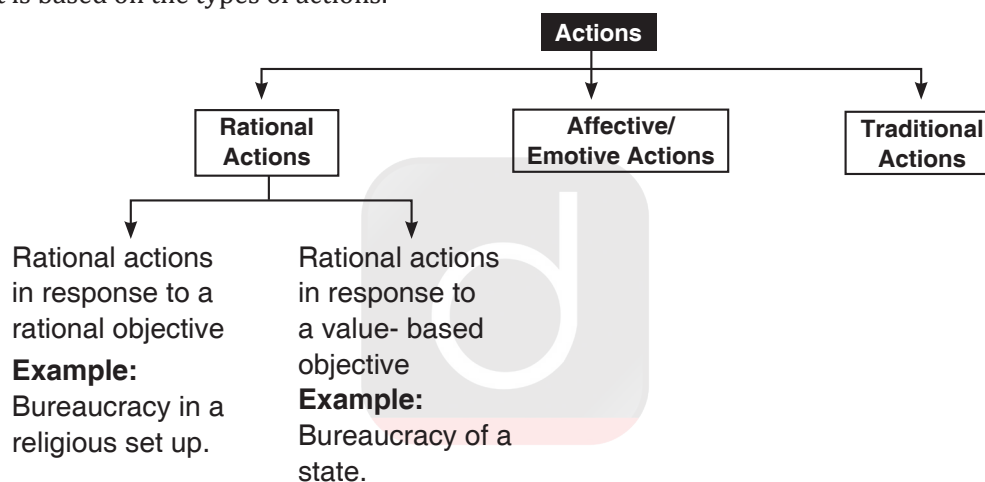 t is based on the types of actions.
Actions
Rational
Actions
Affective/
Emotive Actions
Traditional
Actions
Rational actions
in response to a
rational objective
Example:
Bureaucracy in a
religious set up.
Rational actions
in response to
a value- based
objective
Example:
Bureaucracy of a
state.